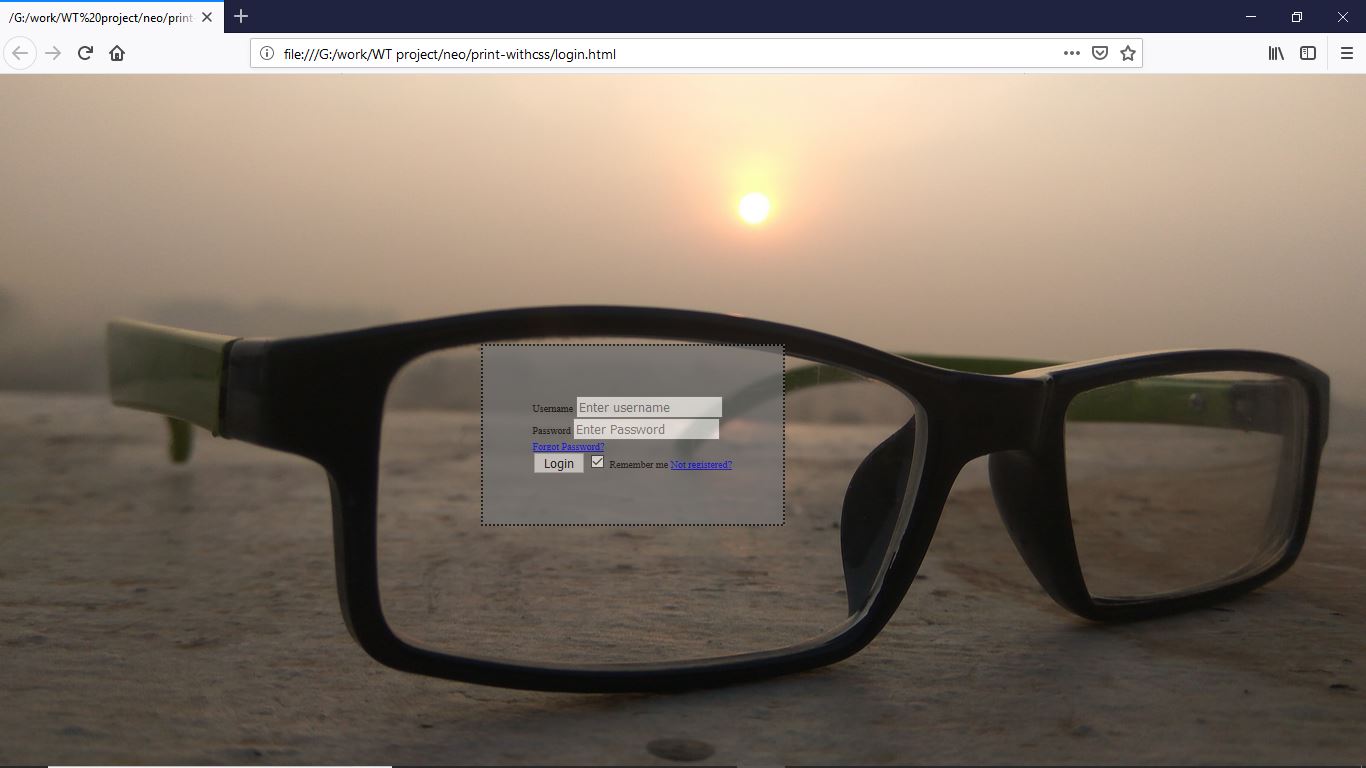 /G:/work/WT%20project/neo/print-
file:///G:/work/WT project/neo/print-withcss/login.html
Username Enter username
Password Enter Password
Forgot Password?
Login Remember me Not registered?